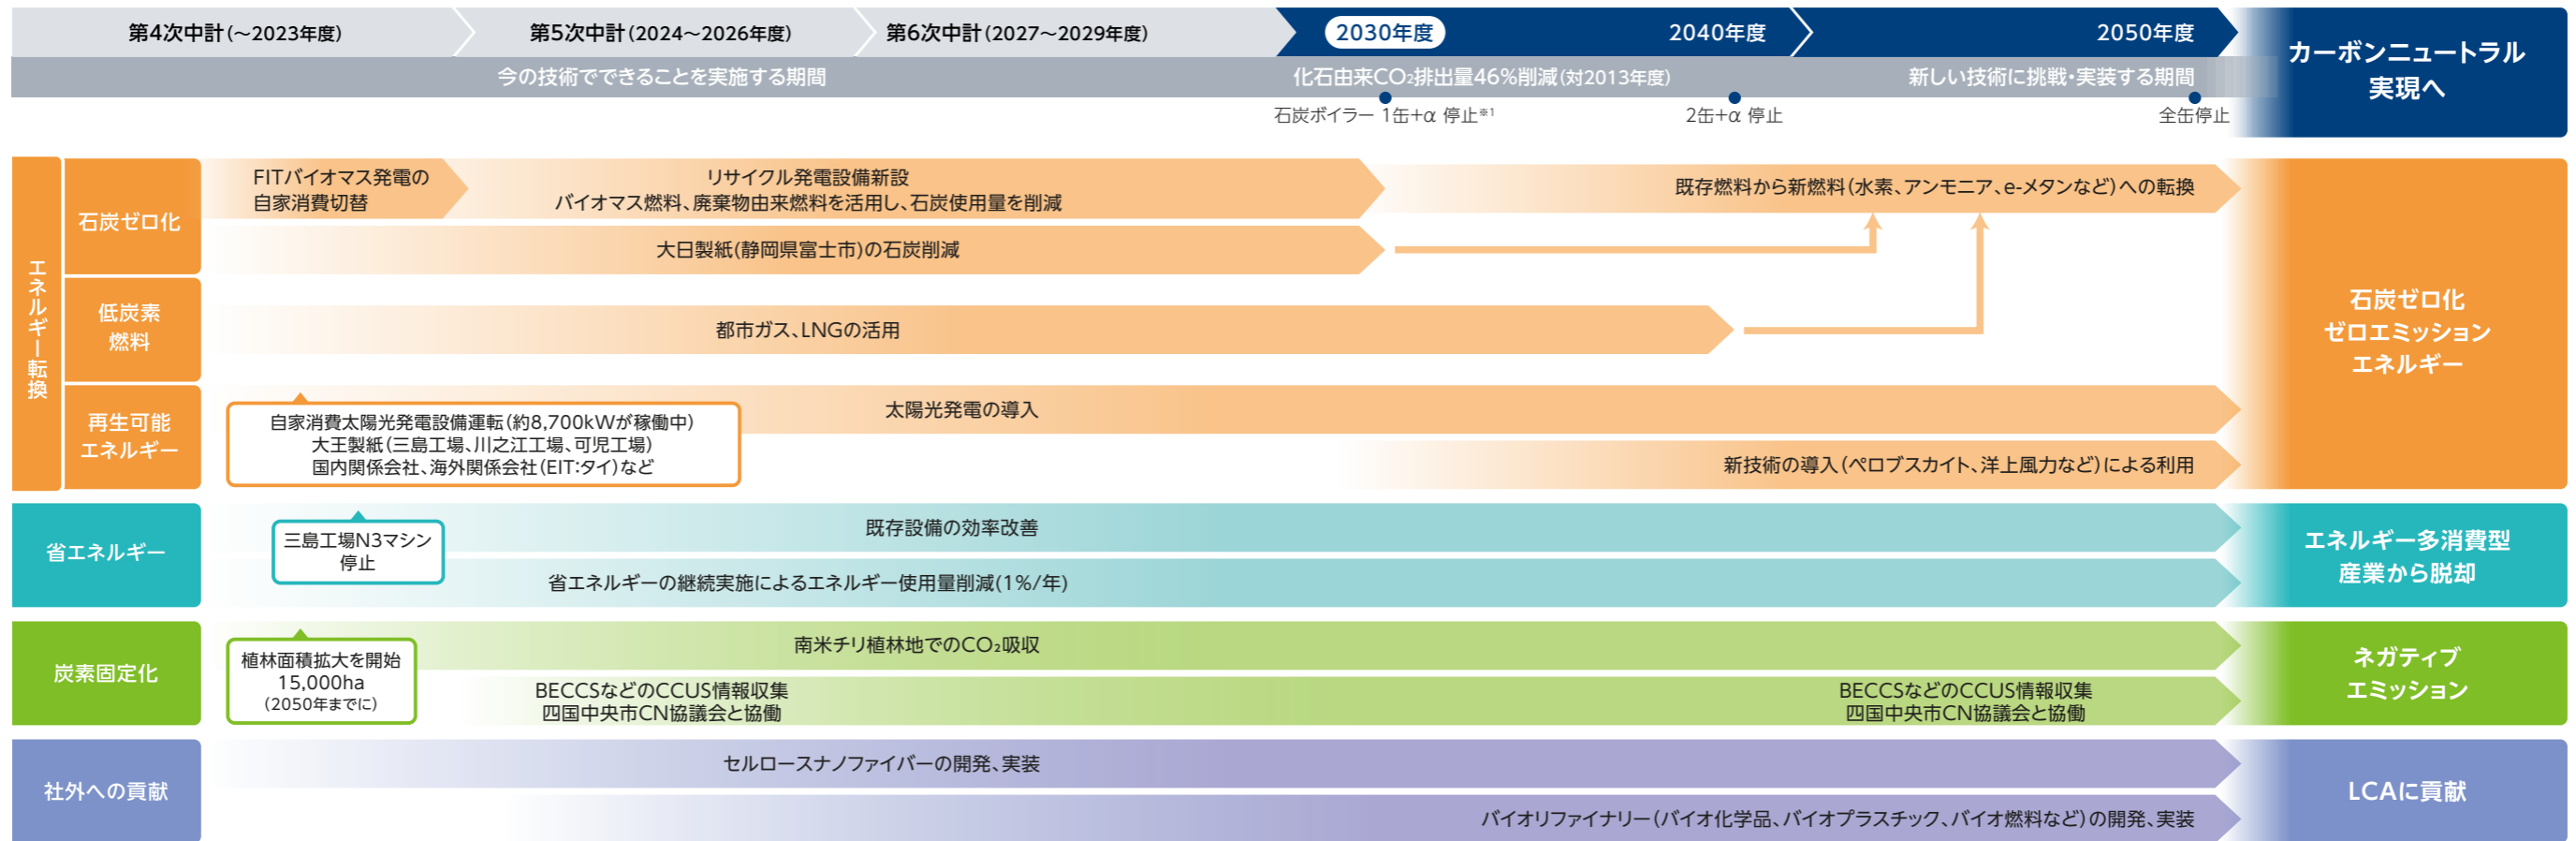 第4次中計(～2023年度)
第5次中計(2024～2026年度)
第6次中計(2027～2029年度)
2030年度
2040年度
2050年度
カーボンニュートラル
実現へ
今の技術でできることを実施する期間
化石由来CO₂排出量46%削減(対2013年度)
新しい技術に挑戦・実装する期間
石炭ボイラー 1缶+α 停止※1
2缶+α 停止
全缶停止
エネルギー転換
石炭ゼロ化
FITバイオマス発電の
自家消費切替
リサイクル発電設備新設
バイオマス燃料、廃棄物由来燃料を活用し、石炭使用量を削減
既存燃料から新燃料(水素、アンモニア、e-メタンなど)への転換
大日製紙(静岡県富士市)の石炭削減
低炭素
燃料
都市ガス、LNGの活用
再生可能
エネルギー
太陽光発電の導入
自家消費太陽光発電設備運転(約8,700kWが稼働中)
大王製紙(三島工場、川之江工場、可児工場)
国内関係会社、海外関係会社(EIT:タイ)など
新技術の導入(ペロブスカイト、洋上風力など)による利用
石炭ゼロ化
ゼロエミッション
エネルギー
省エネルギー
三島工場N3マシン
停止
既存設備の効率改善
省エネルギーの継続実施によるエネルギー使用量削減(1%/年)
エネルギー多消費型
産業から脱却
炭素固定化
植林面積拡大を開始
15,000ha
(2050年までに)
南米チリ植林地でのCO₂吸収
BECCSなどのCCUS情報収集
四国中央市CN協議会と協働
BECCSなどのCCUS情報収集
四国中央市CN協議会と協働
ネガティブ
エミッション
社外への貢献
セルロースナノファイバーの開発、実装
バイオリファイナリー(バイオ化学品、バイオプラスチック、バイオ燃料など)の開発、実装
LCAに貢献